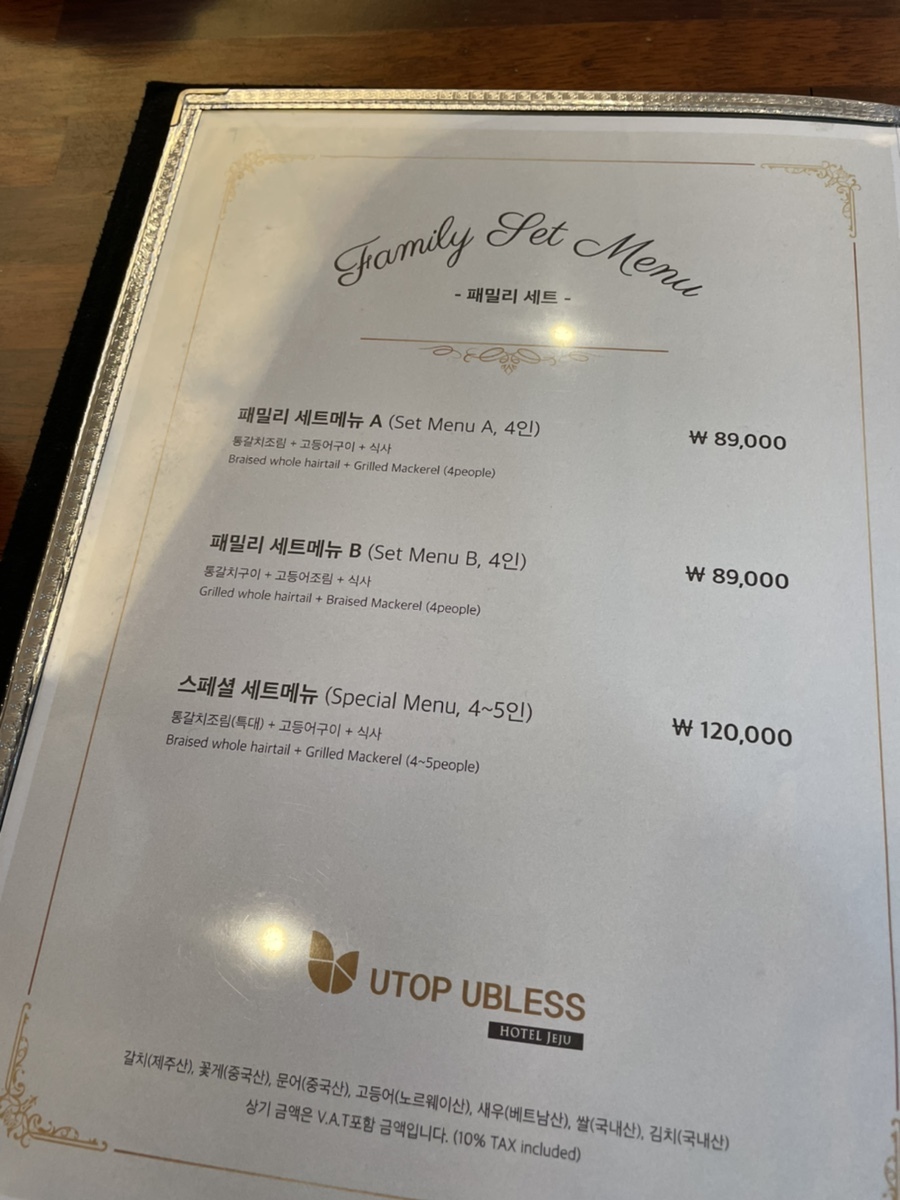 Family Set Menu
- 패밀리 세트 -
패밀리 세트메뉴 A (Set Menu A, 4인)
₩ 89,000
통갈치조림 + 고등어구이 + 식사
Braised whole hairtail + Grilled Mackerel (4people)
패밀리 세트메뉴 B (Set Menu B, 4인)
₩ 89,000
통갈치구이 + 고등어조림 + 식사
Grilled whole hairtail + Braised Mackerel (4people)
스페셜 세트메뉴 (Special Menu, 4~5인)
₩ 120,000
통갈치조림(특대) + 고등어구이 + 식사
Braised whole hairtail + Grilled Mackerel (4~5people)
UTOP UBLESS
HOTEL JEJU
갈치(제주산), 꽃게(중국산), 문어(중국산), 고등어(노르웨이산), 새우(베트남산), 쌀(국내산), 김치(국내산)
상기 금액은 V.A.T포함 금액입니다. (10% TAX included)